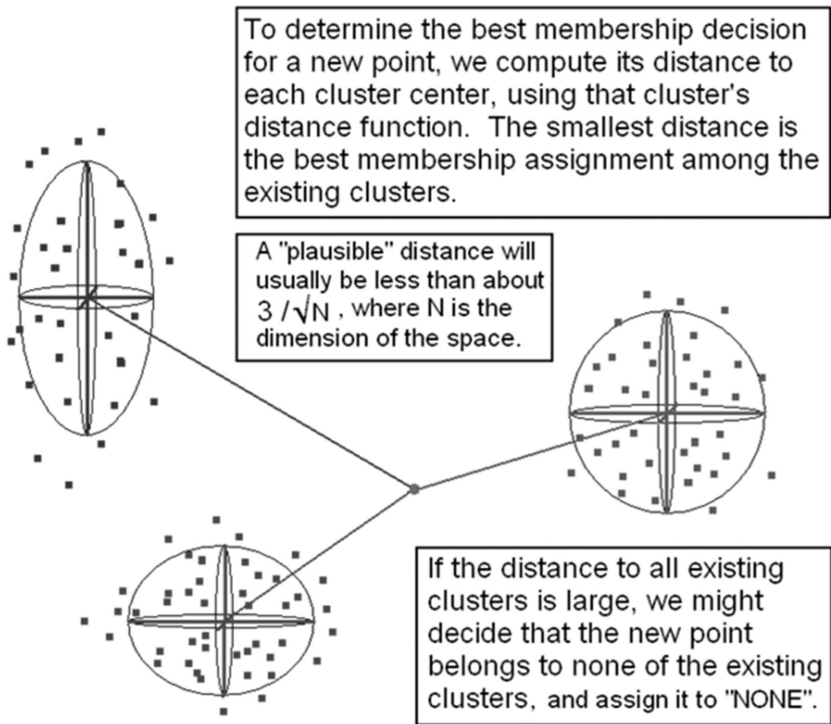 To determine the best membership decision
for a new point, we compute its distance to
each cluster center, using that cluster's
distance function.  The smallest distance is
the best membership assignment among the
existing clusters.
A "plausible" distance will
usually be less than about
3 /√N , where N is the
dimension of the space.
If the distance to all existing
clusters is large, we might
decide that the new point
belongs to none of the existing
clusters, and assign it to "NONE".